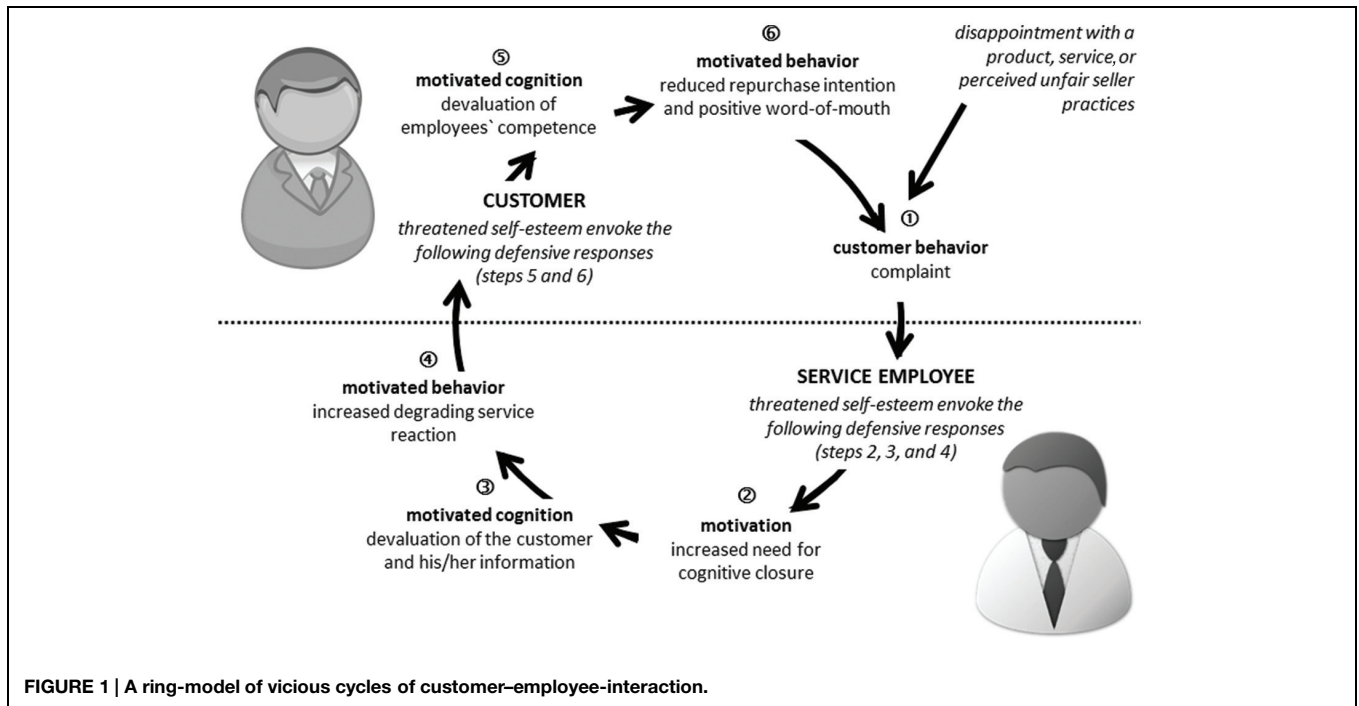 disappointment with a
product, service, or
perceived unfair seller
practices
①
customer behavior
complaint
SERVICE EMPLOYEE
threatened self-esteem envoke the
following defensive responses
(steps 2, 3, and 4)
②
motivation
increased need for
cognitive closure
③
motivated cognition
devaluation of the customer
and his/her information
④
motivated behavior
increased degrading service
reaction
CUSTOMER
threatened self-esteem envoke the
following defensive responses
(steps 5 and 6)
⑤
motivated cognition
devaluation of
employees` competence
⑥
motivated behavior
reduced repurchase intention
and positive word-of-mouth
FIGURE 1 | A ring-model of vicious cycles of customer–employee-interaction.